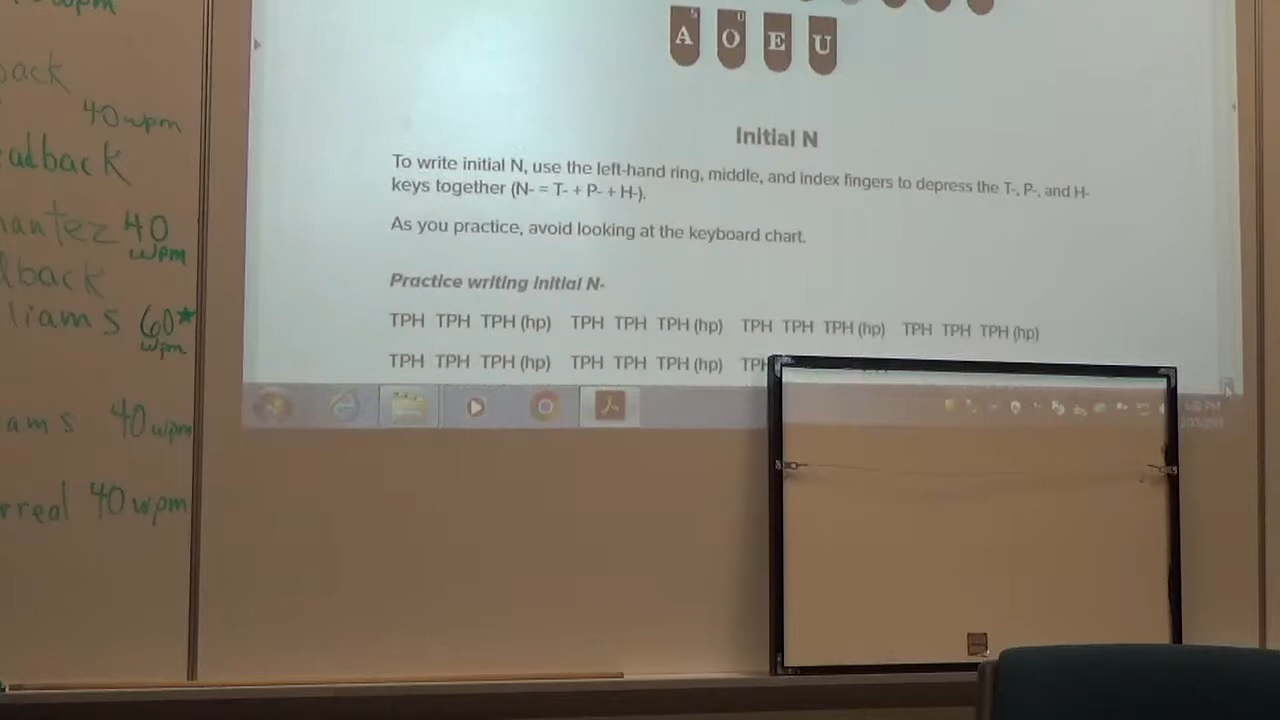 wpm
back
40 wpm
adback
40
wpm
lback
liams 60*
wpm
ams 40 wpm
rreal 40 wpm
A O E U
Initial N
To write initial N, use the left-hand ring, middle, and index fingers to depress the T-, P-, and H-
keys together (N- = T- + P- + H-).
As you practice, avoid looking at the keyboard chart.
Practice writing initial N-
TPH TPH TPH (hp) TPH TPH TPH (hp) TPH TPH TPH (hp) TPH TPH TPH (hp)
TPH TPH TPH (hp) TPH TPH TPH (hp) TPH